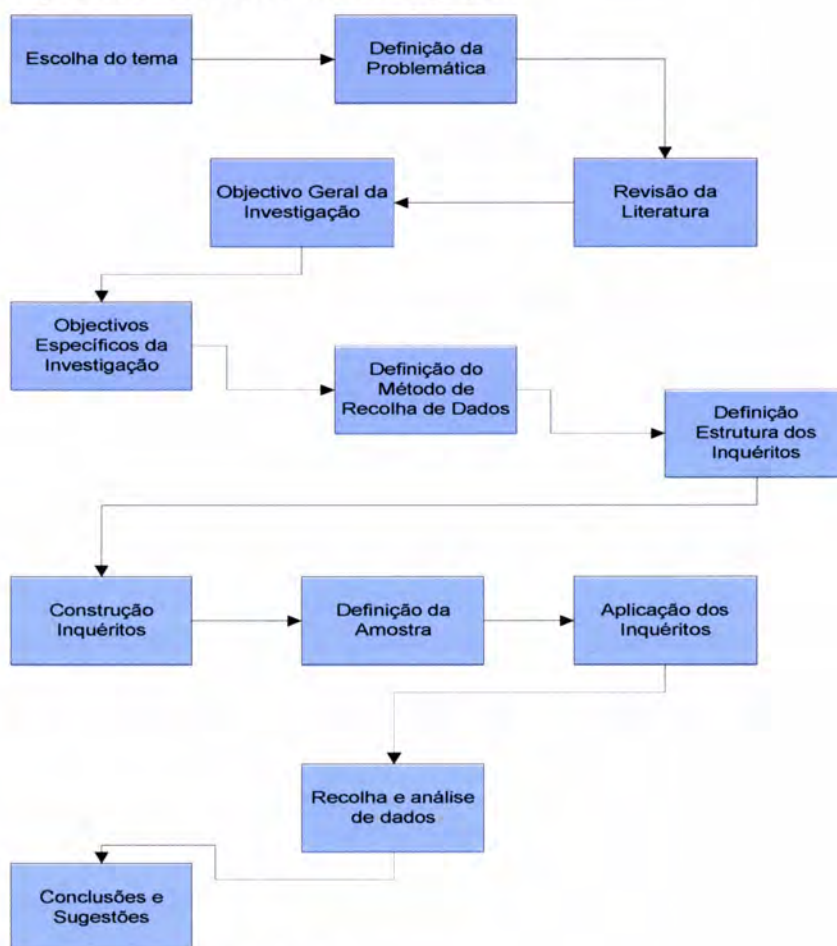 Escolha do tema
Definição da
Problemática
Revisão da
Literatura
Objectivo Geral da
Investigação
Objectivos
Específicos da
Investigação
Definição do
Método de
Recolha de Dados
Definição
Estrutura dos
Inquéritos
Construção
Inquéritos
Definição da
Amostra
Aplicação dos
Inquéritos
Recolha e análise
de dados
Conclusões e
Sugestões